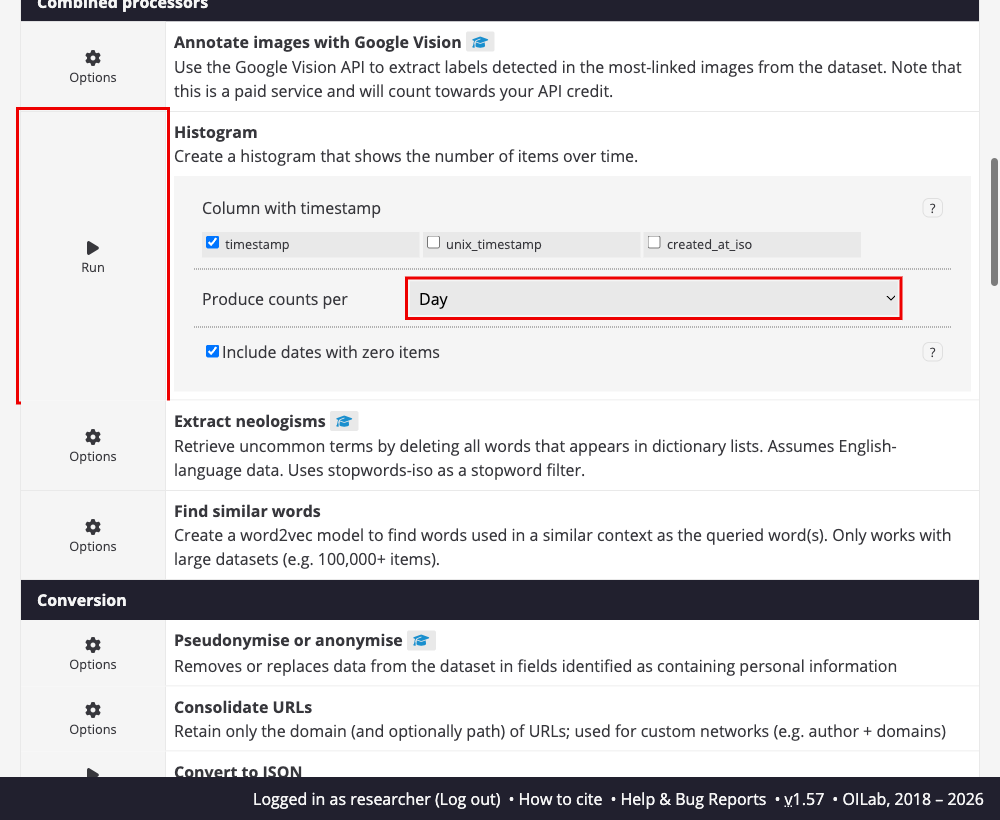 Combined processors
Options
Annotate images with Google Vision
Use the Google Vision API to extract labels detected in the most-linked images from the dataset. Note that
this is a paid service and will count towards your API credit.
Run
Histogram
Create a histogram that shows the number of items over time.
Column with timestamp ?
timestamp unix_timestamp created_at_iso
Produce counts per Day
Include dates with zero items ?
Options
Extract neologisms
Retrieve uncommon terms by deleting all words that appears in dictionary lists. Assumes English-
language data. Uses stopwords-iso as a stopword filter.
Options
Find similar words
Create a word2vec model to find words used in a similar context as the queried word(s). Only works with
large datasets (e.g. 100,000+ items).
Conversion
Options
Pseudonymise or anonymise
Removes or replaces data from the dataset in fields identified as containing personal information
Options
Consolidate URLs
Retain only the domain (and optionally path) of URLs; used for custom networks (e.g. author + domains)
Convert to JSON
Logged in as researcher (Log out) • How to cite • Help & Bug Reports • v1.57 • OILab, 2018 – 2026